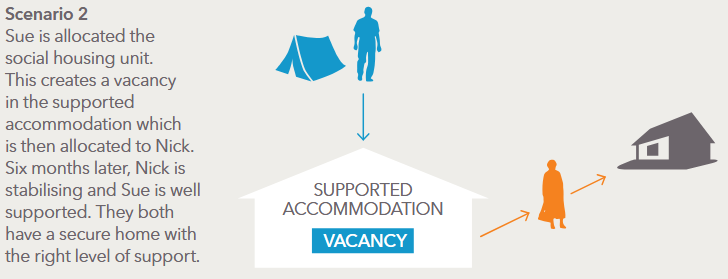 Scenario 2
Sue is allocated the
social housing unit.
This creates a vacancy
in the supported
accommodation which
is then allocated to Nick.
Six months later, Nick is
stabilising and Sue is well
supported. They both
have a secure home with
the right level of support.
SUPPORTED
ACCOMMODATION
VACANCY